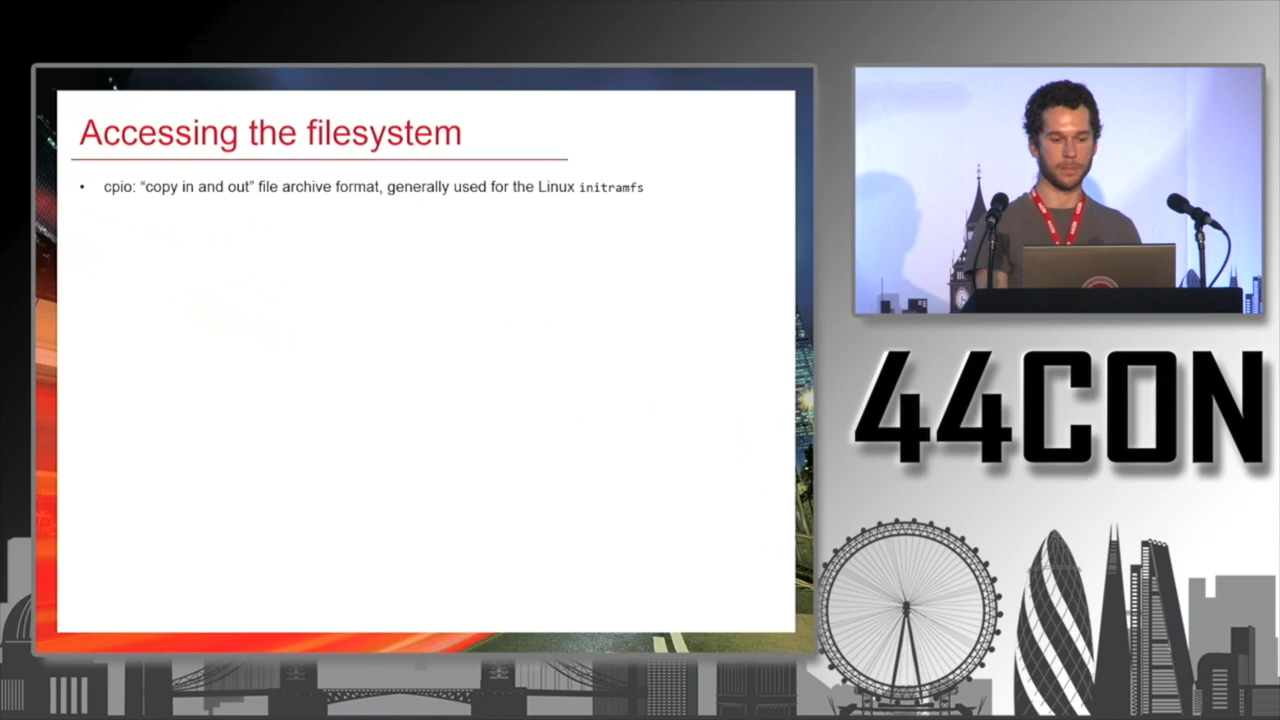 Accessing the filesystem
• cpio: “copy in and out” file archive format, generally used for the Linux initramfs
44CON